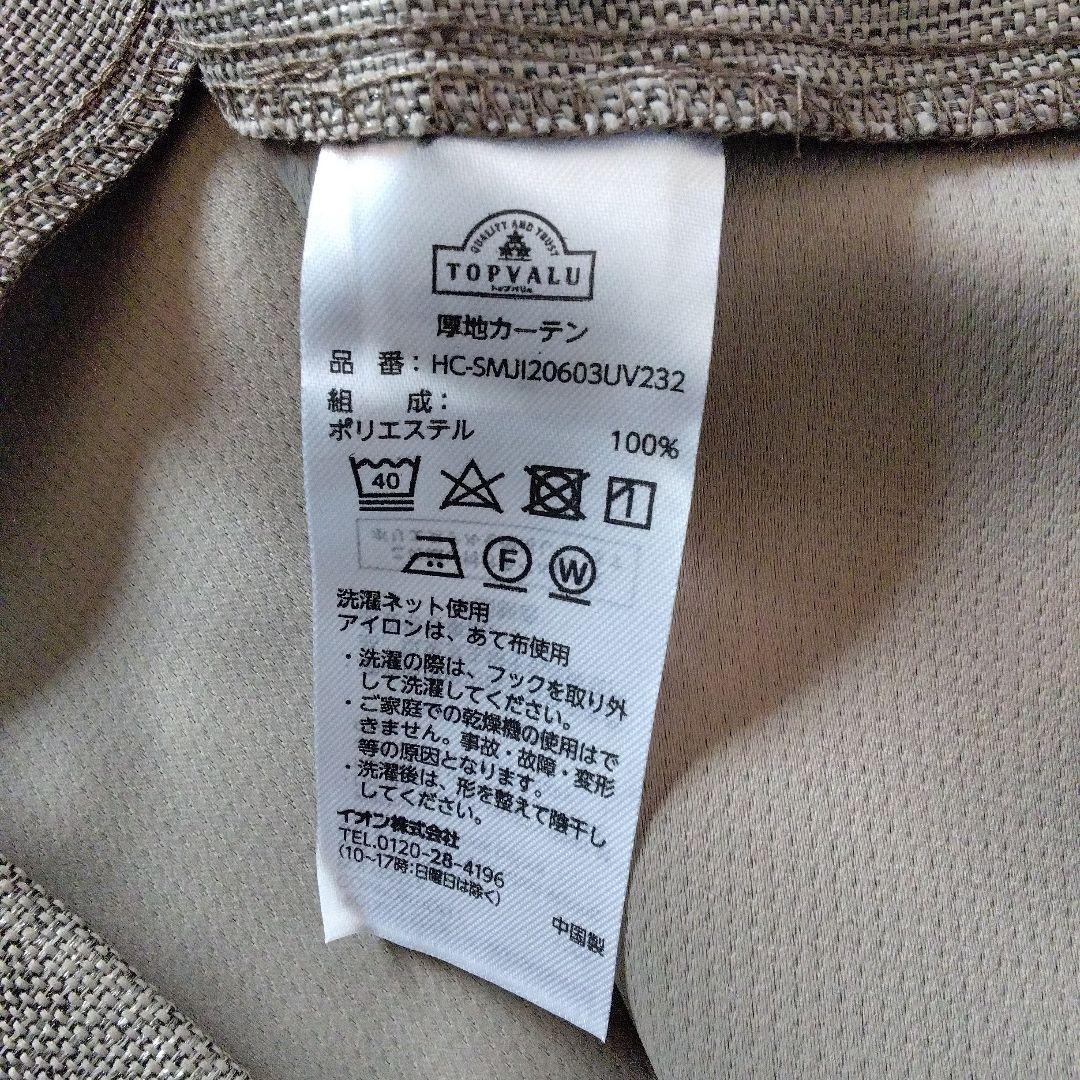 QUALITY AND TRUST
TOPVALU
トップバリュ
厚地カーテン
品 番：HC-SMJI20603UV232
組 成：
ポリエステル 100%
40
F W
洗濯ネット使用
アイロンは、あて布使用
・洗濯の際は、フックを取り外
して洗濯してください。
・ご家庭での乾燥機の使用はで
きません。事故・故障・変形
等の原因となります。
・洗濯後は、形を整えて陰干し
してください。
イオン株式会社
TEL.0120-28-4196
(10~17時：日曜日は除く)
中国製